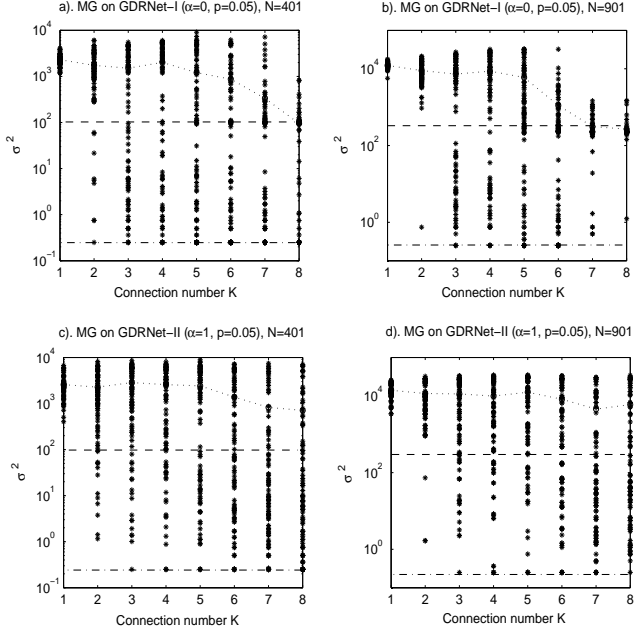 a). MG on GDRNet−I (α=0, p=0.05), N=401
10^4
10^3
10^2
10^1
10^0
10^−1
σ^2
1 2 3 4 5 6 7 8
Connection number K
b). MG on GDRNet−I (α=0, p=0.05), N=901
10^4
10^2
10^0
σ^2
1 2 3 4 5 6 7 8
Connection number K
c). MG on GDRNet−II (α=1, p=0.05), N=401
10^4
10^3
10^2
10^1
10^0
10^−1
σ^2
1 2 3 4 5 6 7 8
Connection number K
d). MG on GDRNet−II (α=1, p=0.05), N=901
10^4
10^2
10^0
σ^2
1 2 3 4 5 6 7 8
Connection number K